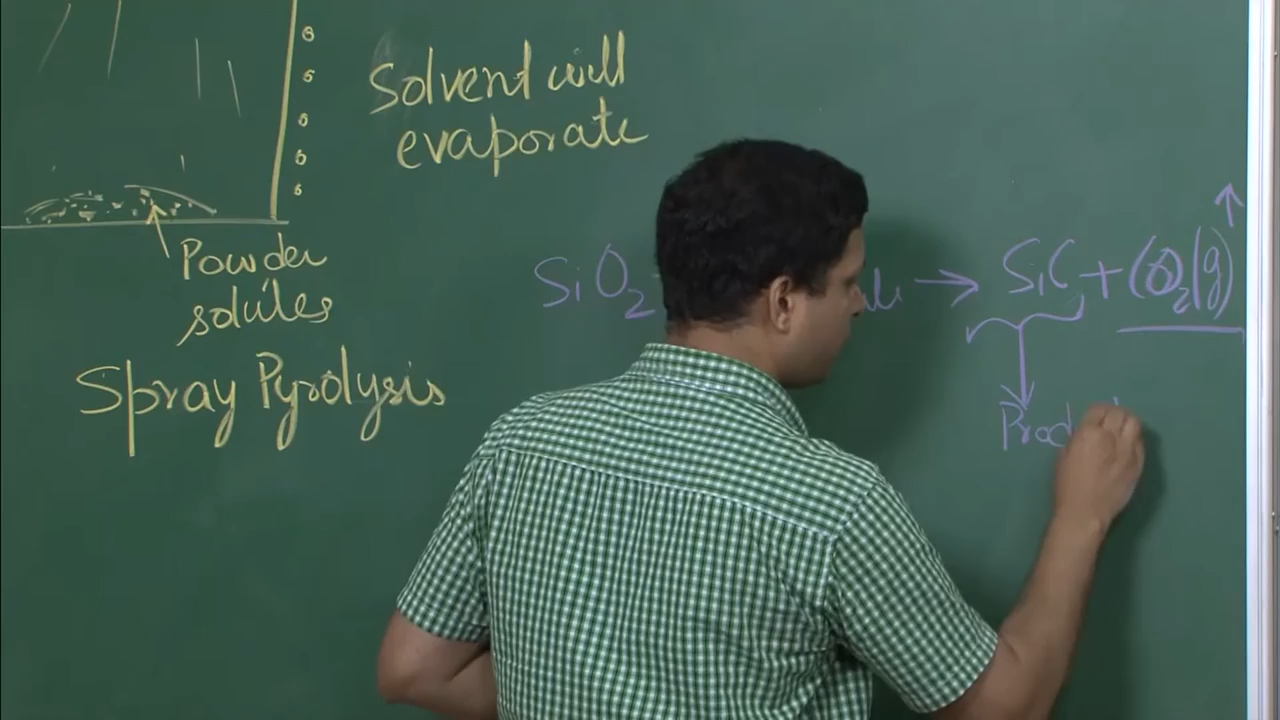 Solvent will
evaporate
Powder
solutes
Spray Pyrolysis
SiO₂ → SiC + CO₂(g) ↑
Prod